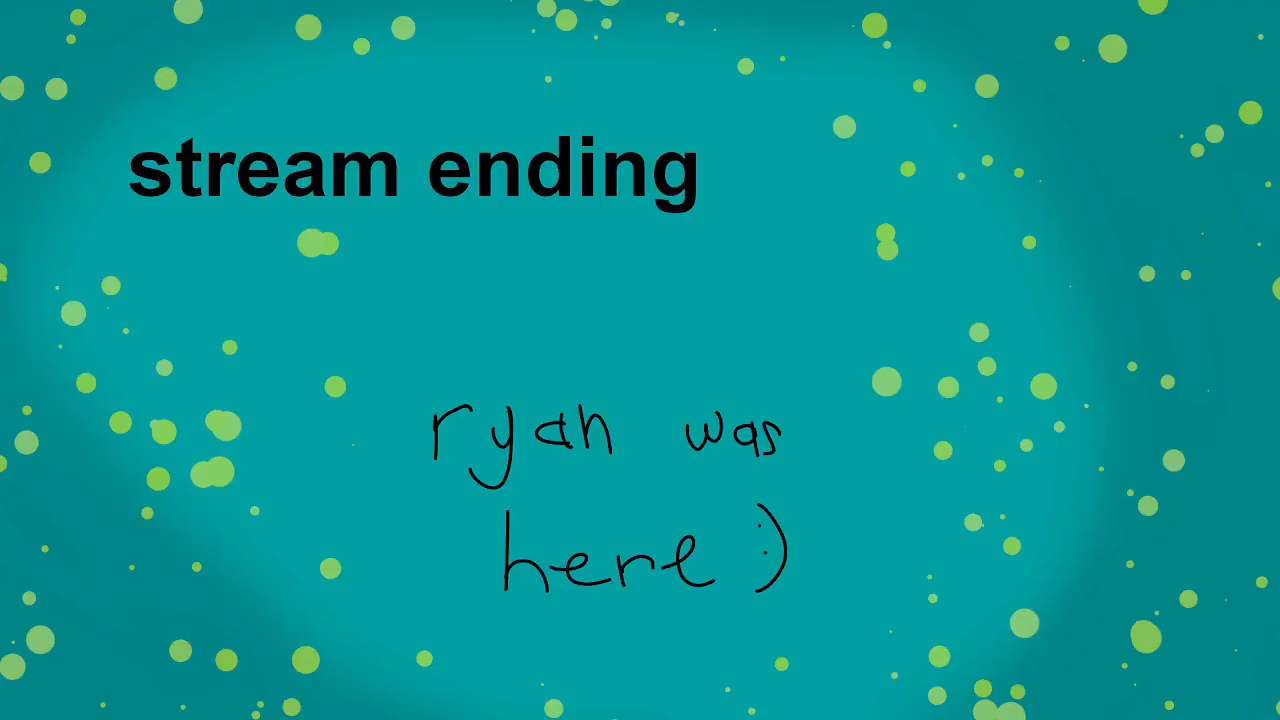 stream ending
ryan was
here :)